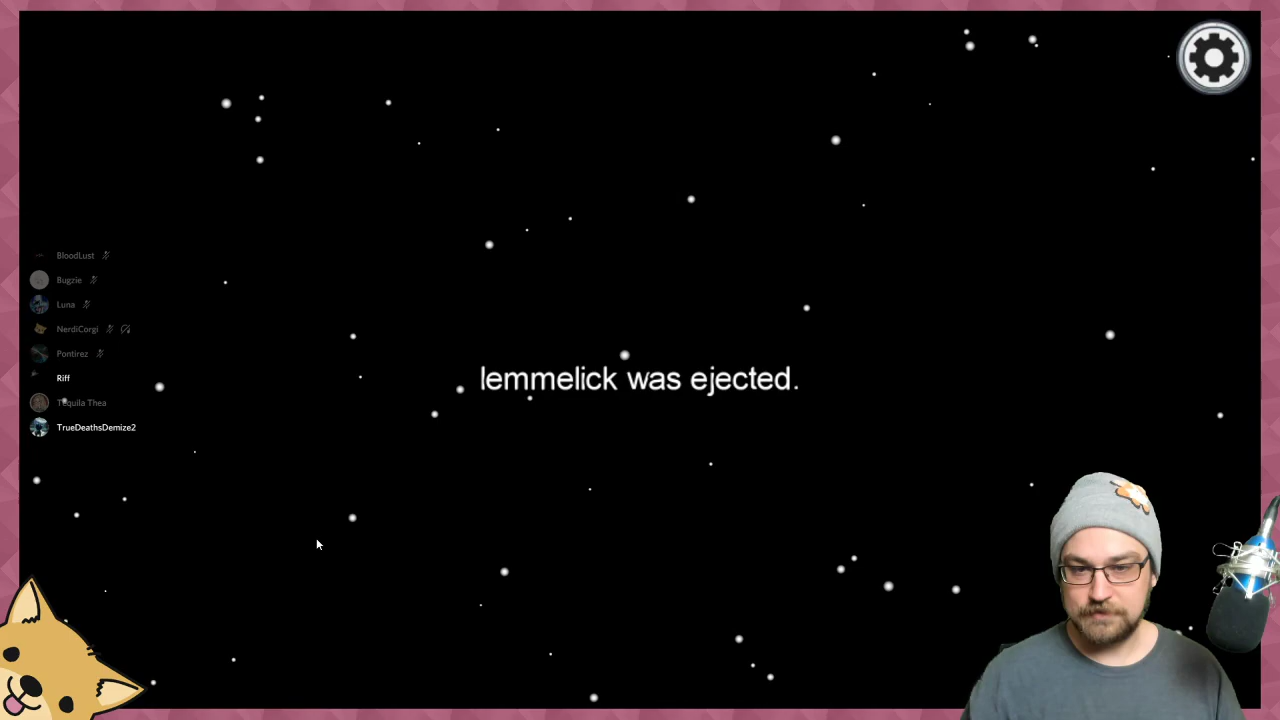 BloodLust
Bugzie
Luna
NerdiCorgi
Pontirez
Riff
Tequila Thea
TrueDeathsDemize2
lemmelick was ejected.